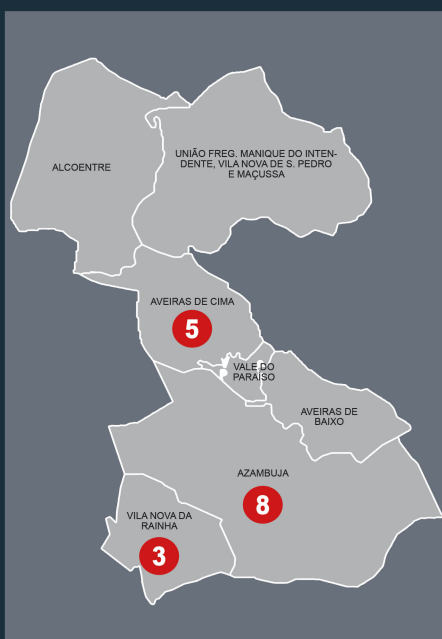 ALCOENTRE
UNIÃO FREG. MANIQUE DO INTEN-
DENTE, VILA NOVA DE S. PEDRO
E MAÇUSSA
AVEIRAS DE CIMA
5
VALE DO
PARAÍSO
AVEIRAS DE
BAIXO
AZAMBUJA
8
VILA NOVA DA
RAINHA
3